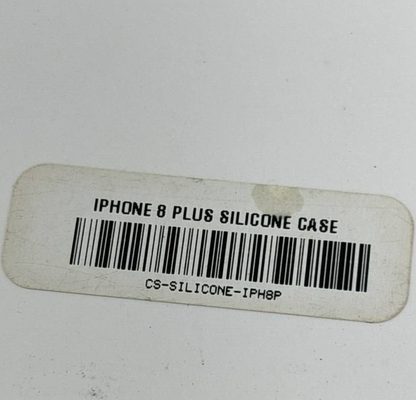 IPHONE 8 PLUS SILICONE CASE
CS-SILICONE-IPH8P